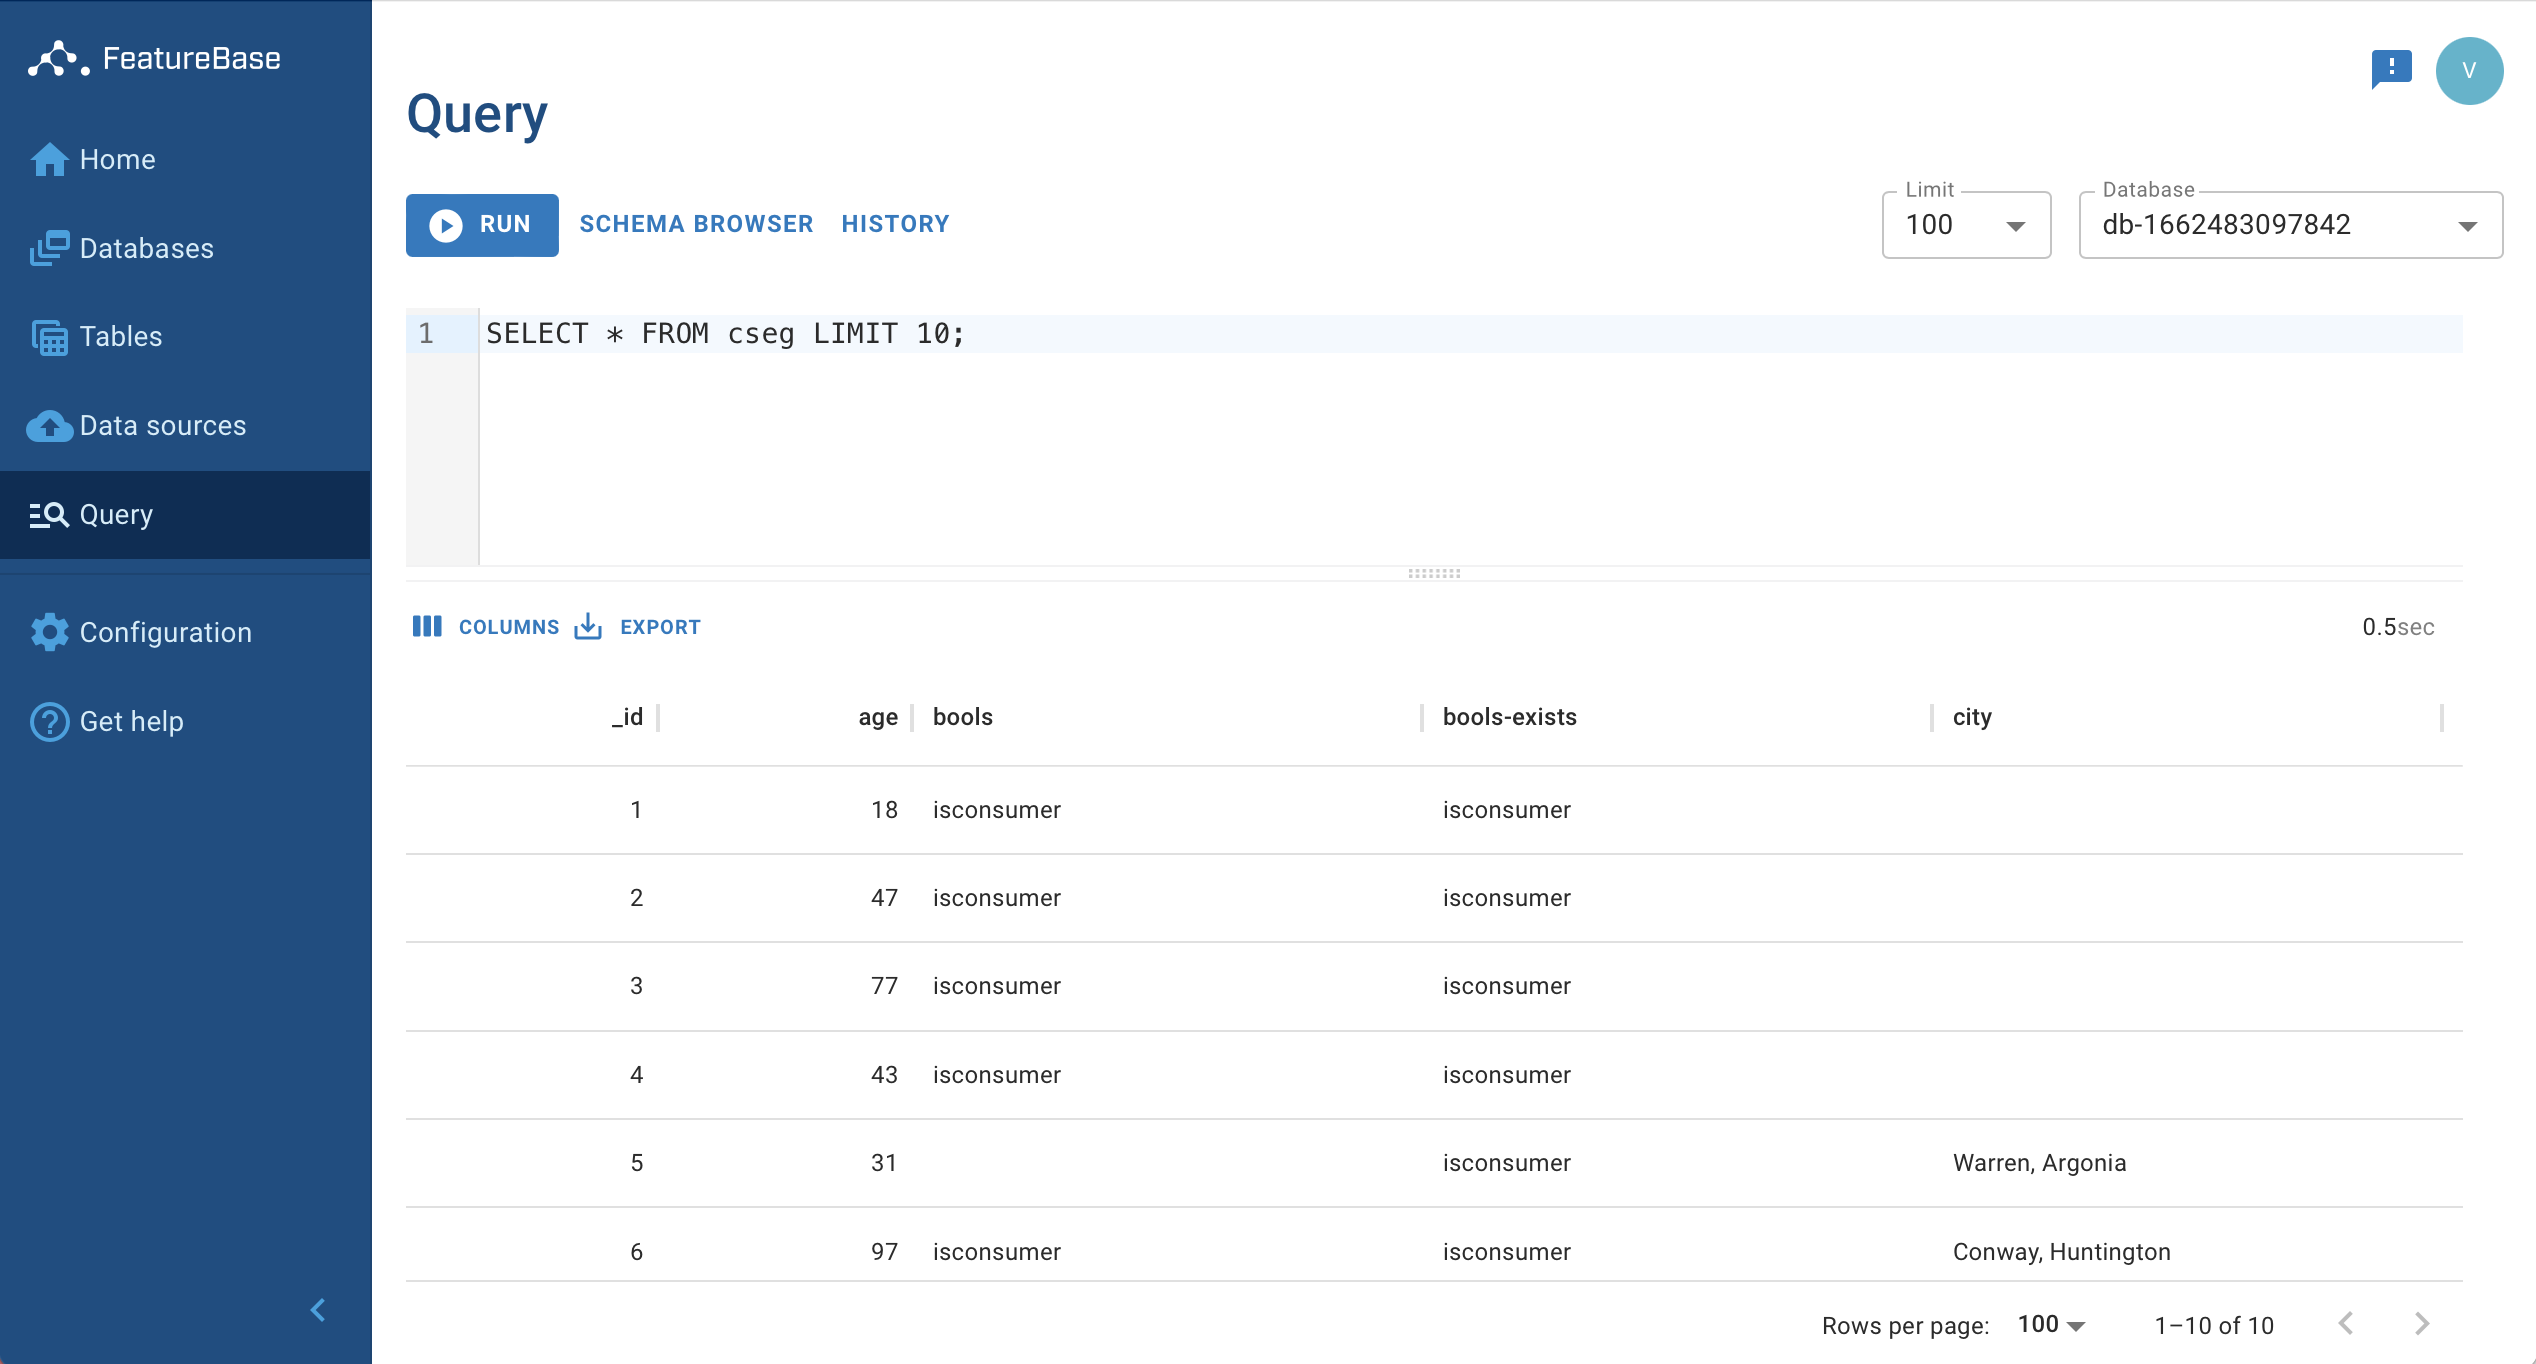 FeatureBase
Home
Databases
Tables
Data sources
Query
Configuration
Get help
V
Query
RUN SCHEMA BROWSER HISTORY
Limit
100
Database
db-1662483097842
1 SELECT * FROM cseg LIMIT 10;
COLUMNS EXPORT 0.5sec
_id age bools bools-exists city
1 18 isconsumer isconsumer
2 47 isconsumer isconsumer
3 77 isconsumer isconsumer
4 43 isconsumer isconsumer
5 31 isconsumer Warren, Argonia
6 97 isconsumer isconsumer Conway, Huntington
Rows per page: 100 1–10 of 10